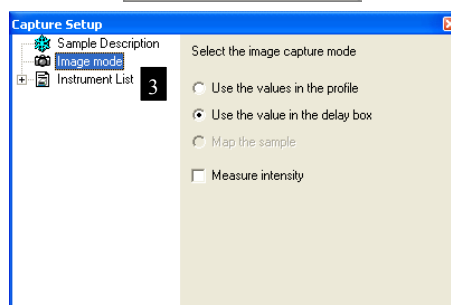 Capture Setup
Sample Description
Image mode
Instrument List
3
Select the image capture mode
Use the values in the profile
Use the value in the delay box
Map the sample
Measure intensity